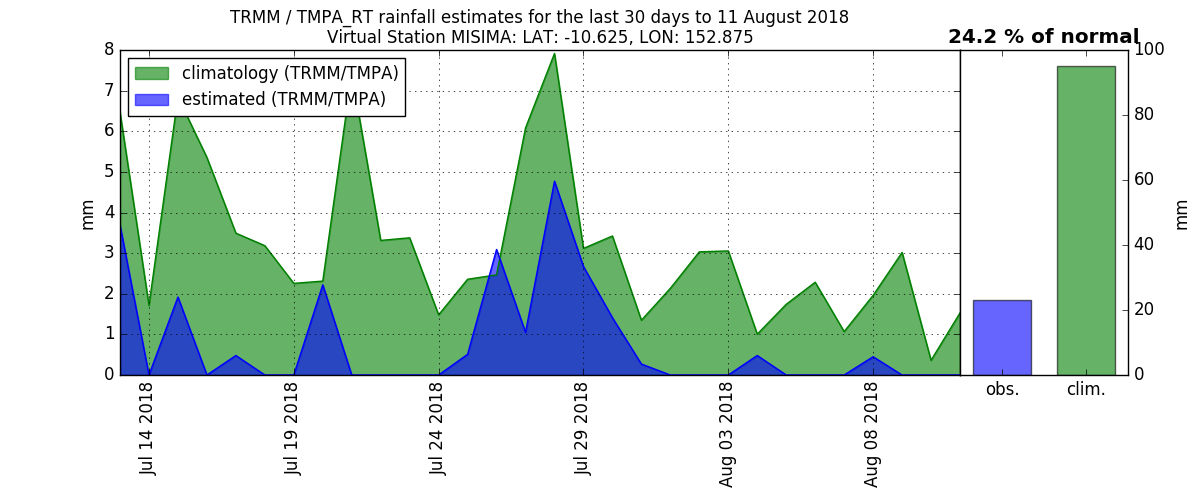 TRMM / TMPA_RT rainfall estimates for the last 30 days to 11 August 2018
Virtual Station MISIMA: LAT: -10.625, LON: 152.875
24.2 % of normal
climatology (TRMM/TMPA)
estimated (TRMM/TMPA)
8
7
6
5
4
3
2
1
0
mm
Jul 14 2018
Jul 19 2018
Jul 24 2018
Jul 29 2018
Aug 03 2018
Aug 08 2018
obs.
clim.
100
80
60
40
20
0
mm